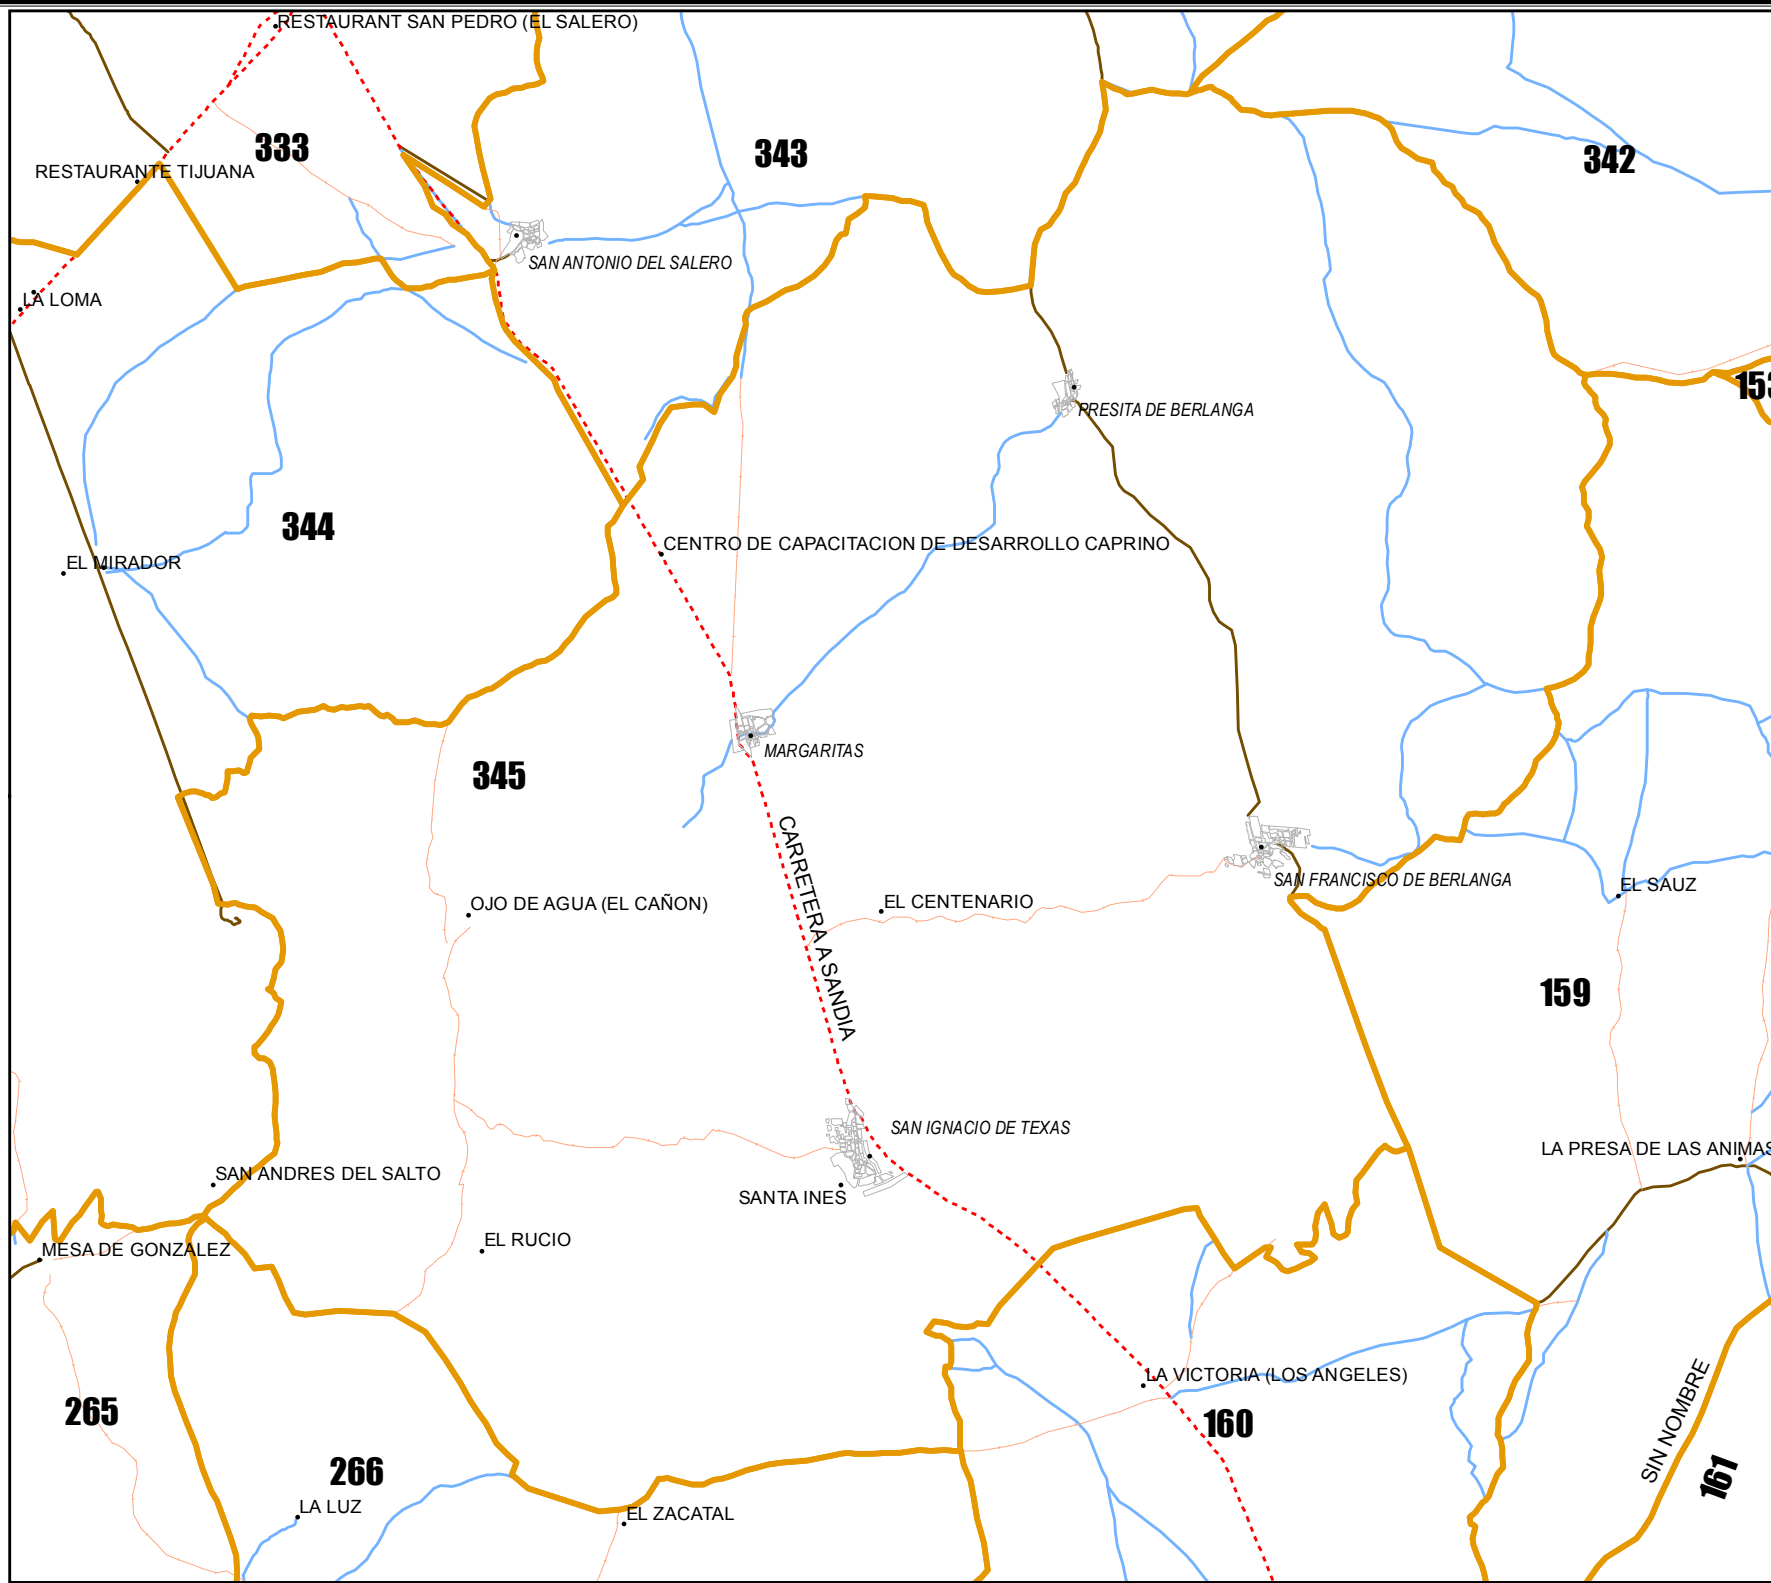 RESTAURANT SAN PEDRO (EL SALERO)
333
343
342
RESTAURANTE TIJUANA
SAN ANTONIO DEL SALERO
LA LOMA
153
PRESITA DE BERLANGA
344
CENTRO DE CAPACITACION DE DESARROLLO CAPRINO
EL MIRADOR
MARGARITAS
345
CARRETERA A SANDIA
SAN FRANCISCO DE BERLANGA
EL SAUZ
OJO DE AGUA (EL CAÑON)
EL CENTENARIO
159
SAN IGNACIO DE TEXAS
LA PRESA DE LAS ANIMAS
SAN ANDRES DEL SALTO
SANTA INES
EL RUCIO
MESA DE GONZALEZ
LA VICTORIA (LOS ANGELES)
265
160
SIN NOMBRE
266
161
LA LUZ
EL ZACATAL